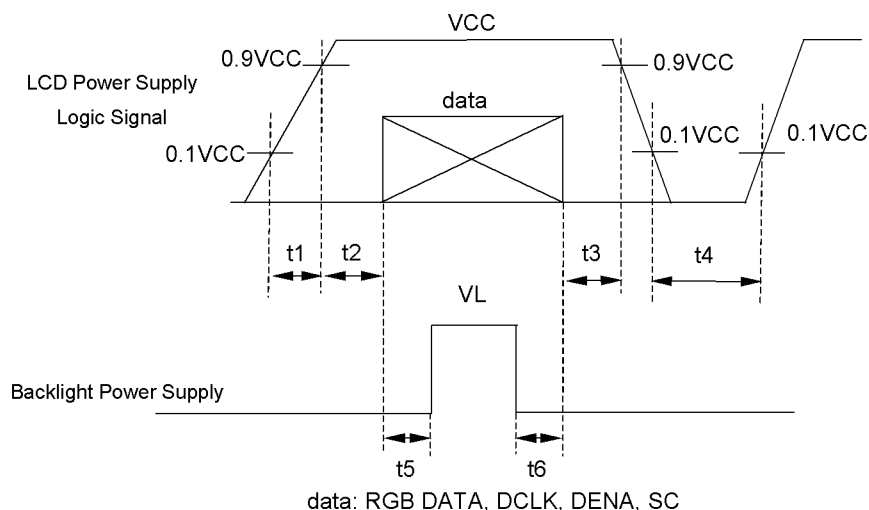 VCC
0.9VCC
0.9VCC
LCD Power Supply
Logic Signal
data
0.1VCC
0.1VCC
0.1VCC
t1
t2
t3
t4
VL
Backlight Power Supply
t5
t6
data: RGB DATA, DCLK, DENA, SC